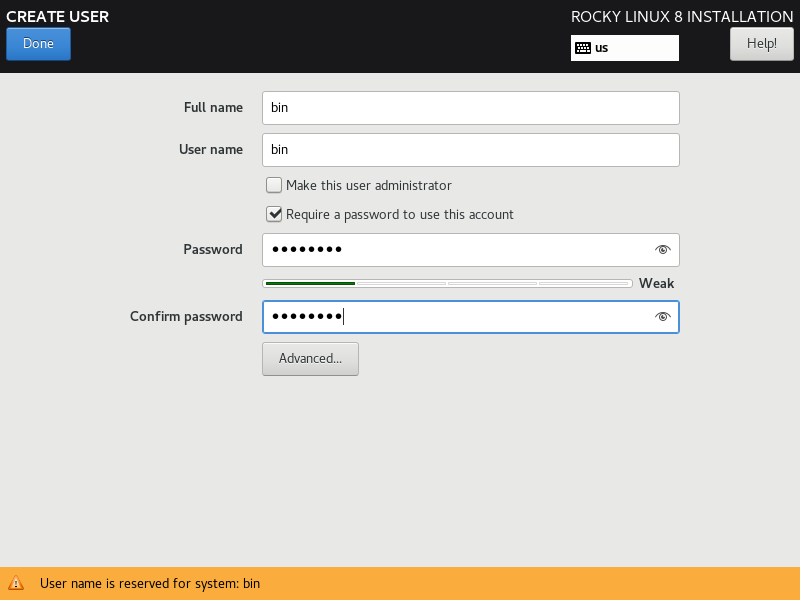 CREATE USER
ROCKY LINUX 8 INSTALLATION
Done
us
Help!
Full name
bin
User name
bin
Make this user administrator
Require a password to use this account
Password
••••••••
Weak
Confirm password
••••••••
Advanced...
User name is reserved for system: bin